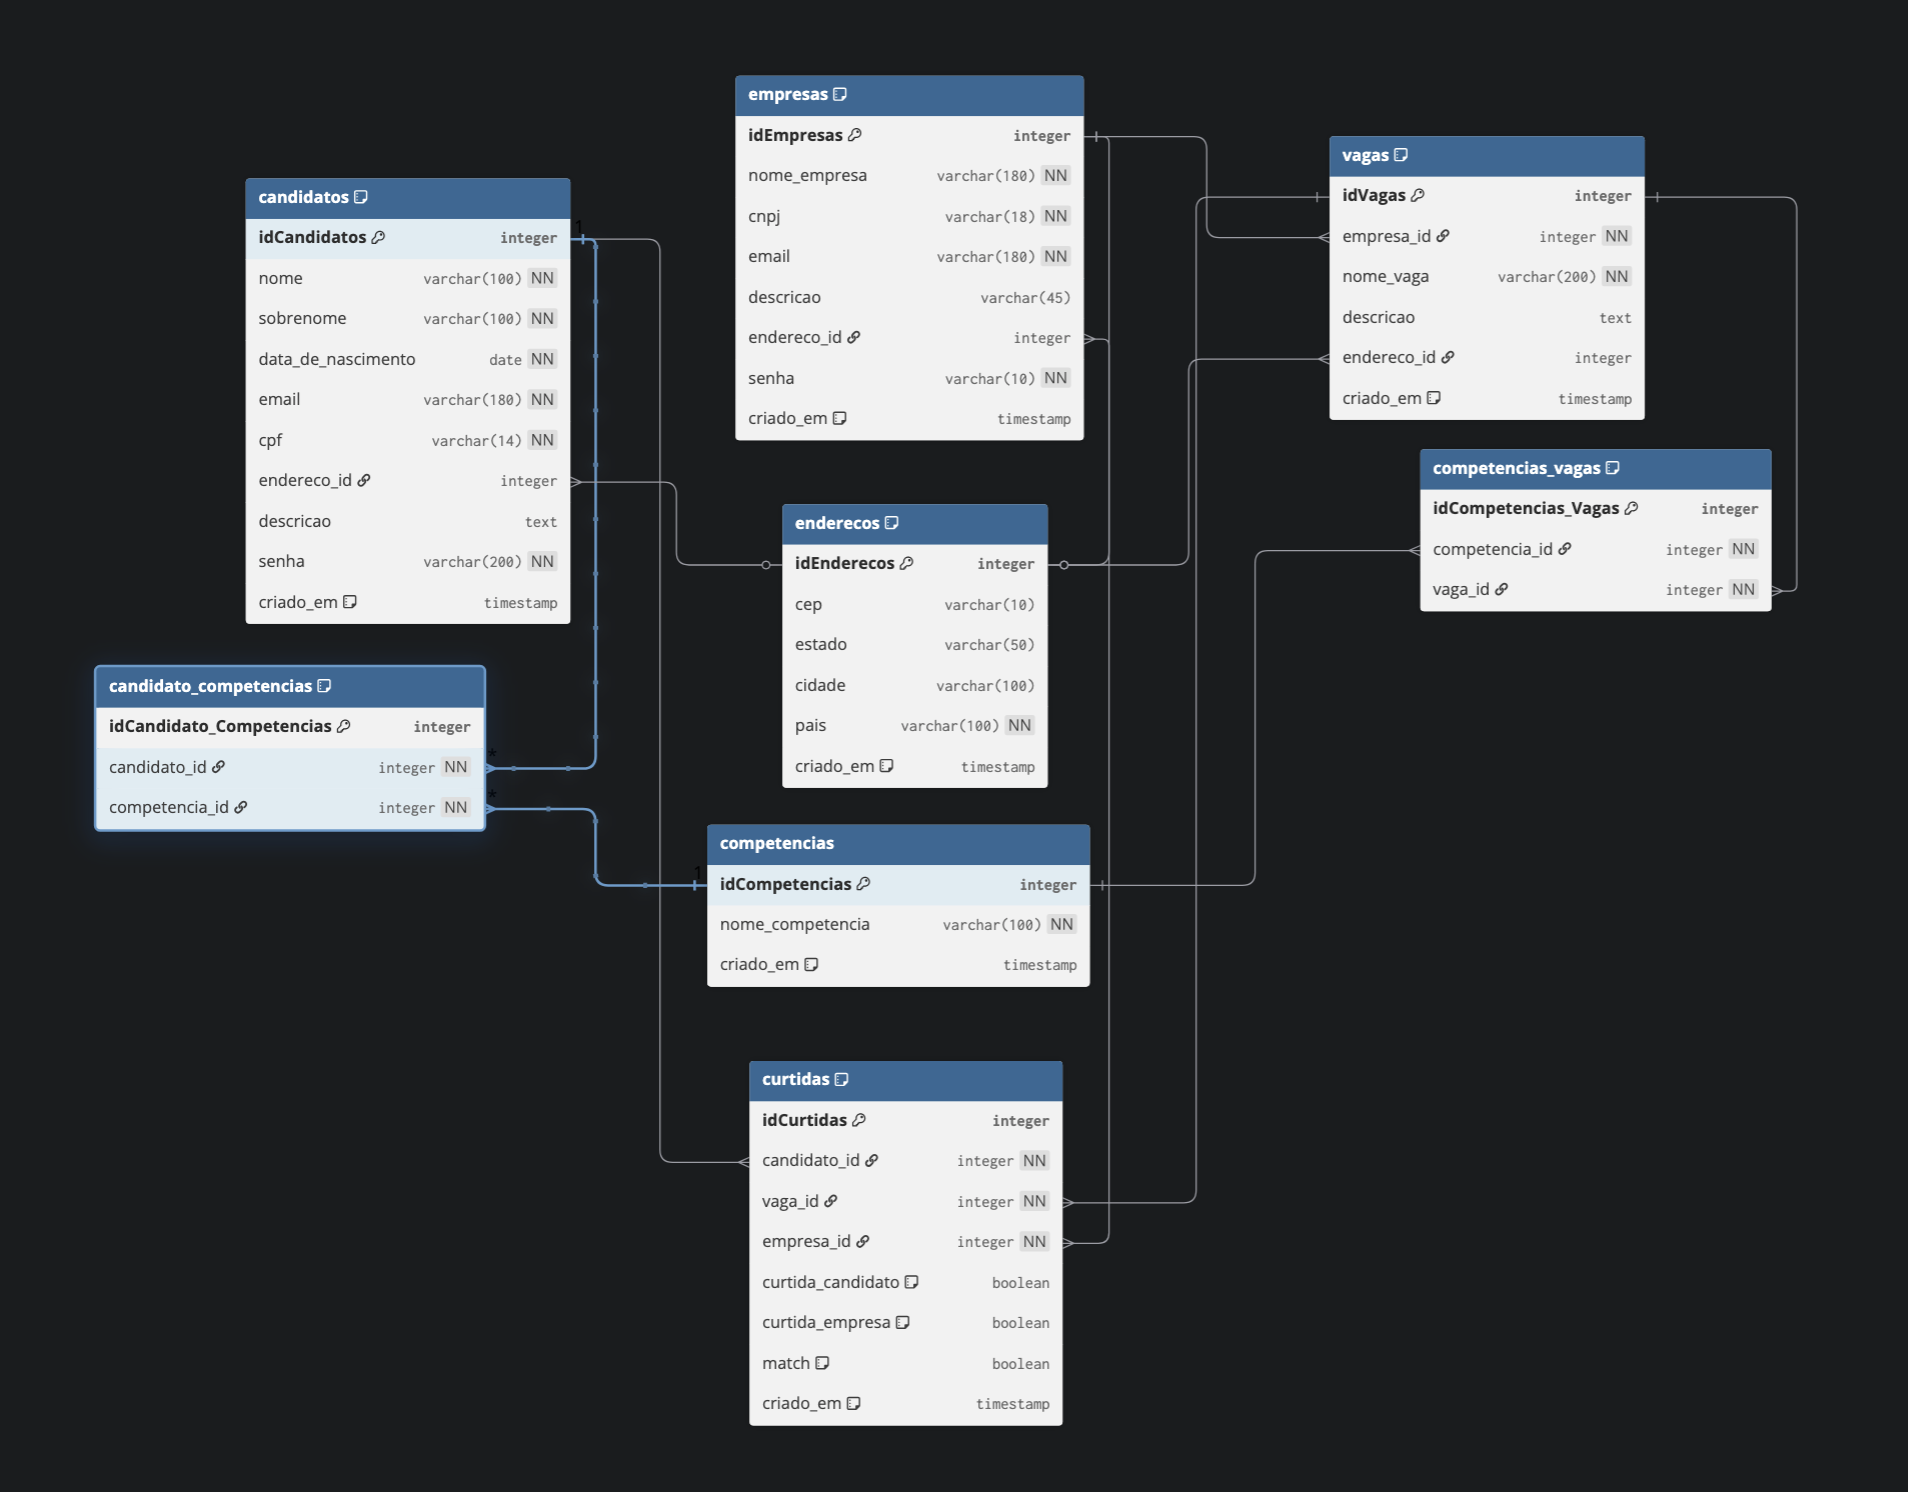 empresas
idEmpresas integer
nome_empresa varchar(180) NN
cnpj varchar(18) NN
email varchar(180) NN
descricao varchar(45)
endereco_id integer
senha varchar(10) NN
criado_em timestamp
vagas
idVagas integer
empresa_id integer NN
nome_vaga varchar(200) NN
descricao text
endereco_id integer
criado_em timestamp
candidatos
idCandidatos integer
1
nome varchar(100) NN
sobrenome varchar(100) NN
data_de_nascimento date NN
email varchar(180) NN
cpf varchar(14) NN
endereco_id integer
descricao text
senha varchar(200) NN
criado_em timestamp
competencias_vagas
idCompetencias_Vagas integer
competencia_id integer NN
vaga_id integer NN
enderecos
idEnderecos integer
cep varchar(10)
estado varchar(50)
cidade varchar(100)
pais varchar(100) NN
criado_em timestamp
candidato_competencias
idCandidato_Competencias integer
candidato_id integer NN
*
competencia_id integer NN
*
competencias
1
idCompetencias integer
nome_competencia varchar(100) NN
criado_em timestamp
curtidas
idCurtidas integer
candidato_id integer NN
vaga_id integer NN
empresa_id integer NN
curtida_candidato boolean
curtida_empresa boolean
match boolean
criado_em timestamp